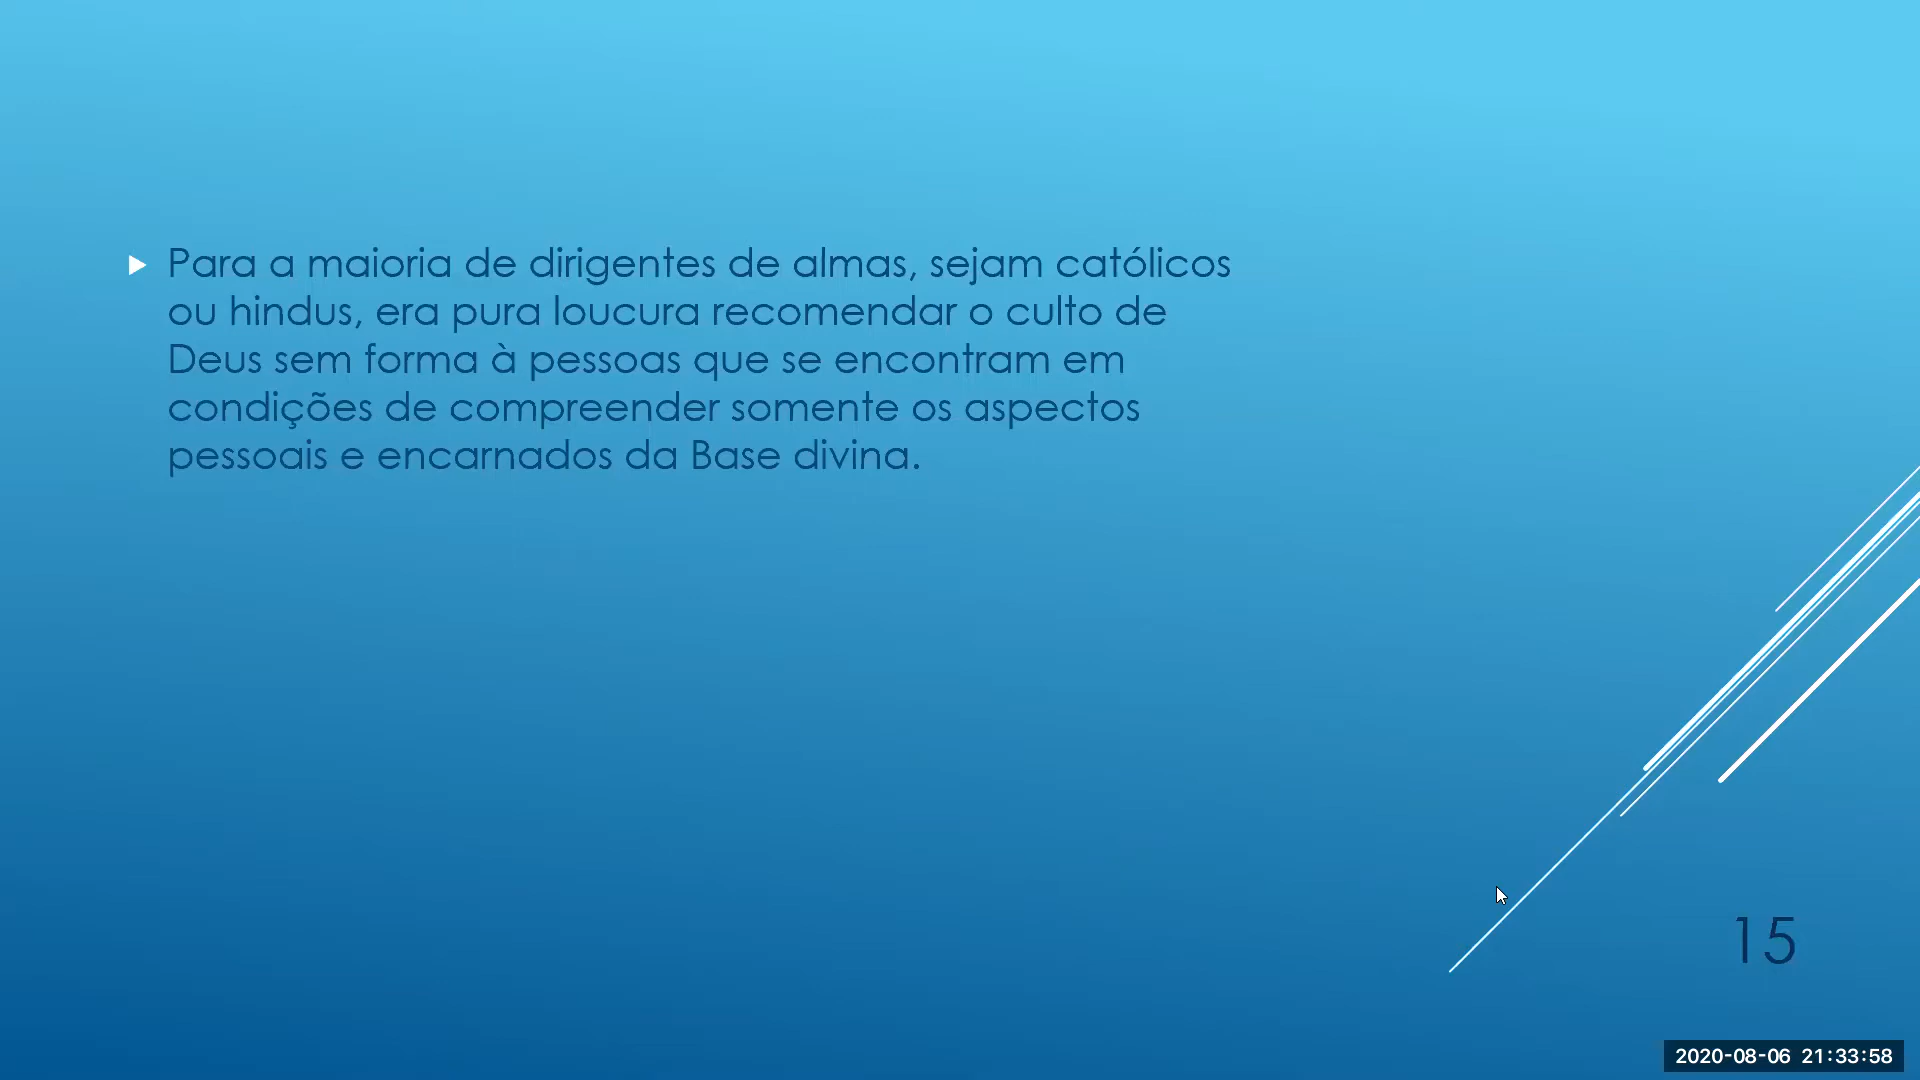 Para a maioria de dirigentes de almas, sejam católicos
ou hindus, era pura loucura recomendar o culto de
Deus sem forma à pessoas que se encontram em
condições de compreender somente os aspectos
pessoais e encarnados da Base divina.
15
2020-08-06 21:33:58